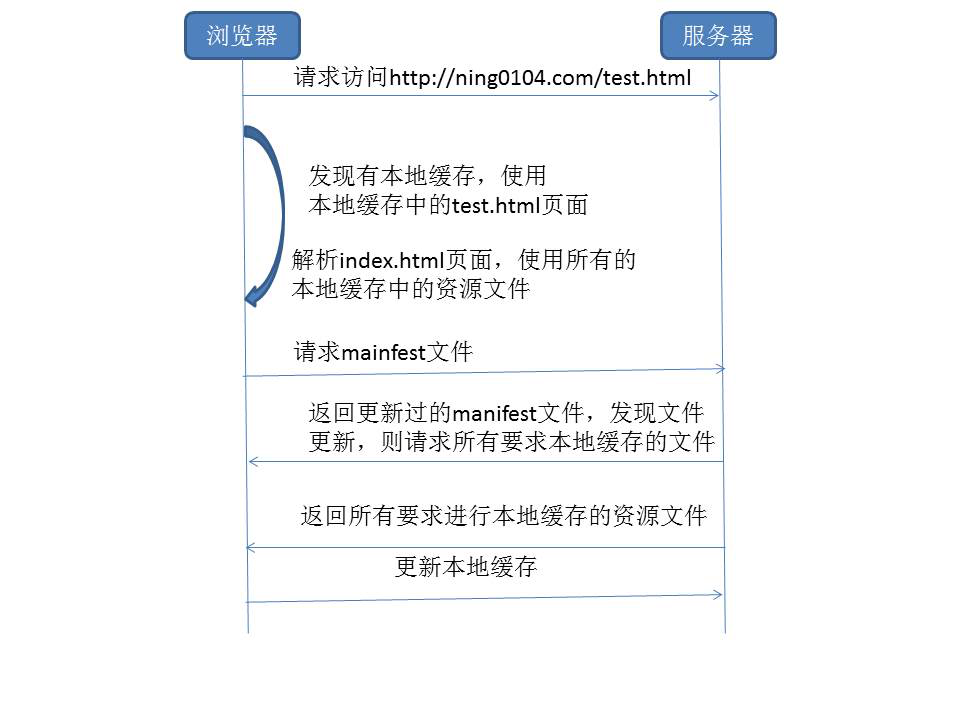 浏览器
服务器
请求访问http://ning0104.com/test.html
发现有本地缓存，使用
本地缓存中的test.html页面
解析index.html页面，使用所有的
本地缓存中的资源文件
请求mainfest文件
返回更新过的manifest文件，发现文件
更新，则请求所有要求本地缓存的文件
返回所有要求进行本地缓存的资源文件
更新本地缓存